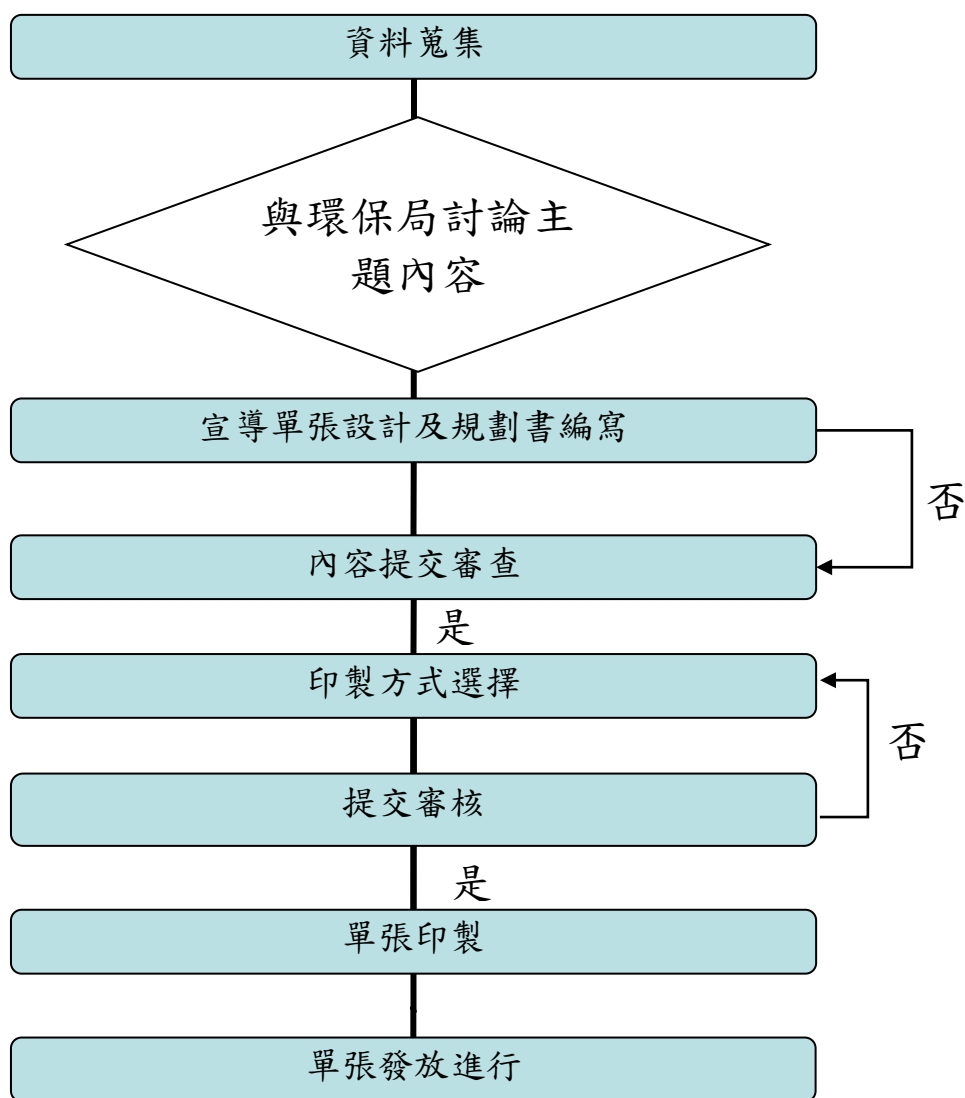 資料蒐集
與環保局討論主
題內容
宣導單張設計及規劃書編寫
否
內容提交審查
是
印製方式選擇
否
提交審核
是
單張印製
單張發放進行